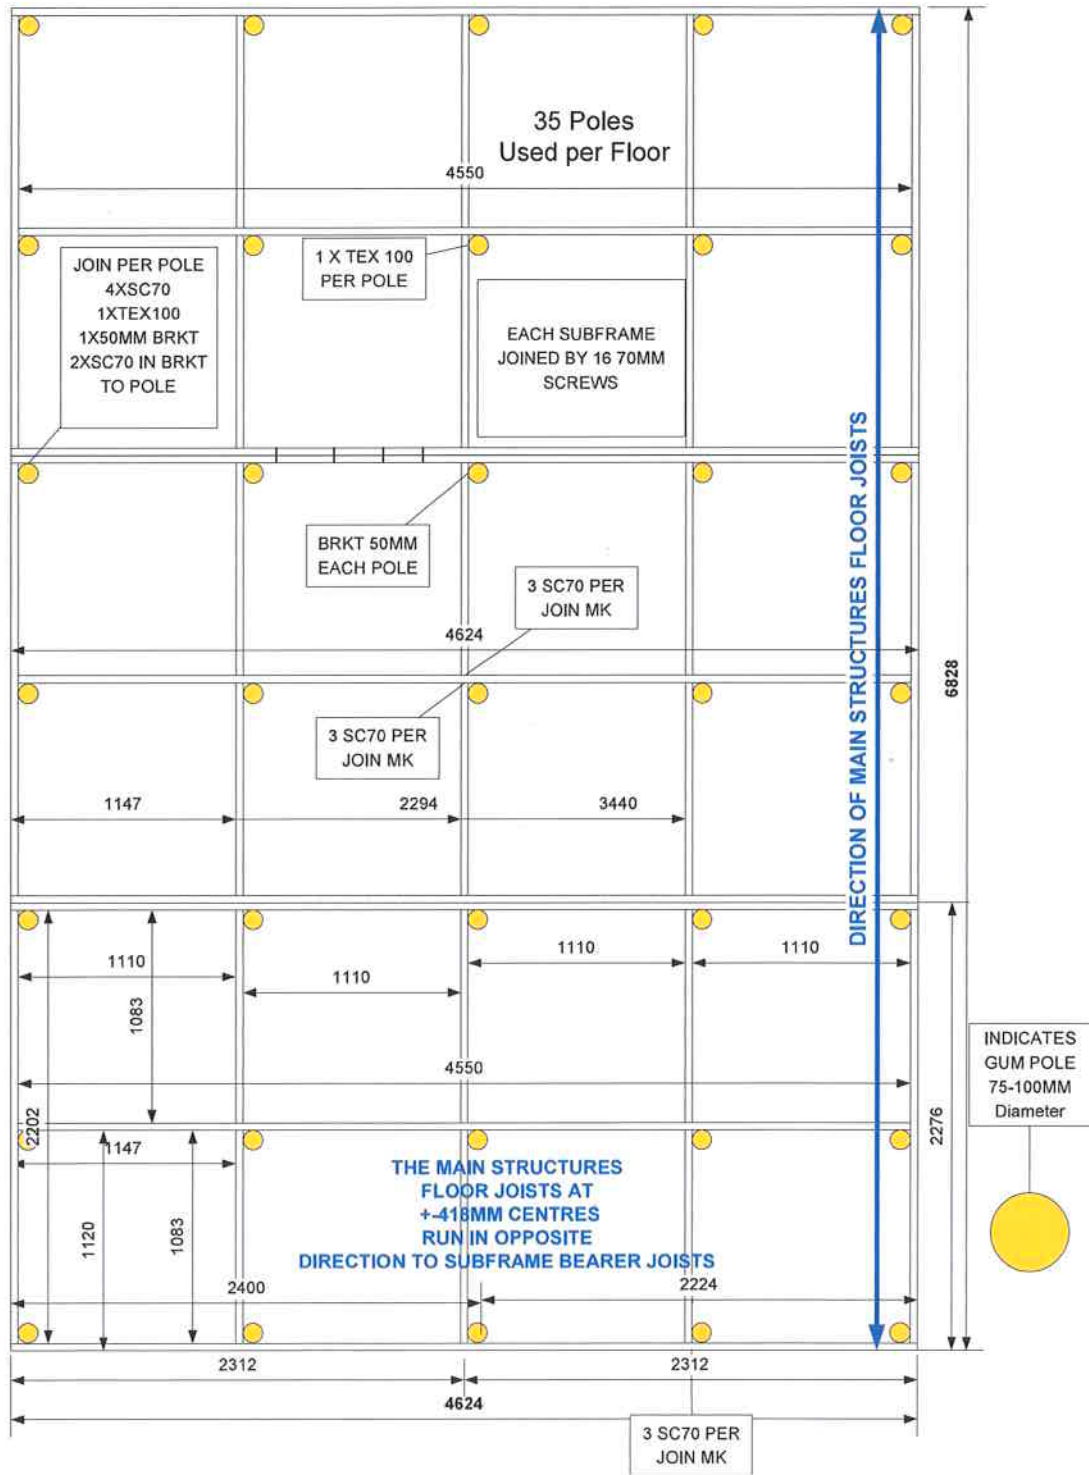 35 Poles
Used per Floor
4550
JOIN PER POLE
4XSC70
1XTEX100
1X50MM BRKT
2XSC70 IN BRKT
TO POLE
1 X TEX 100
PER POLE
EACH SUBFRAME
JOINED BY 16 70MM
SCREWS
DIRECTION OF MAIN STRUCTURES FLOOR JOISTS
BRKT 50MM
EACH POLE
3 SC70 PER
JOIN MK
4624
6828
3 SC70 PER
JOIN MK
1147
2294
3440
1110
1110
1110
1110
1083
4550
2202
2276
INDICATES
GUM POLE
75-100MM
Diameter
1147
1120
1083
THE MAIN STRUCTURES
FLOOR JOISTS AT
+-418MM CENTRES
RUN IN OPPOSITE
DIRECTION TO SUBFRAME BEARER JOISTS
2400
2224
2312
2312
4624
3 SC70 PER
JOIN MK